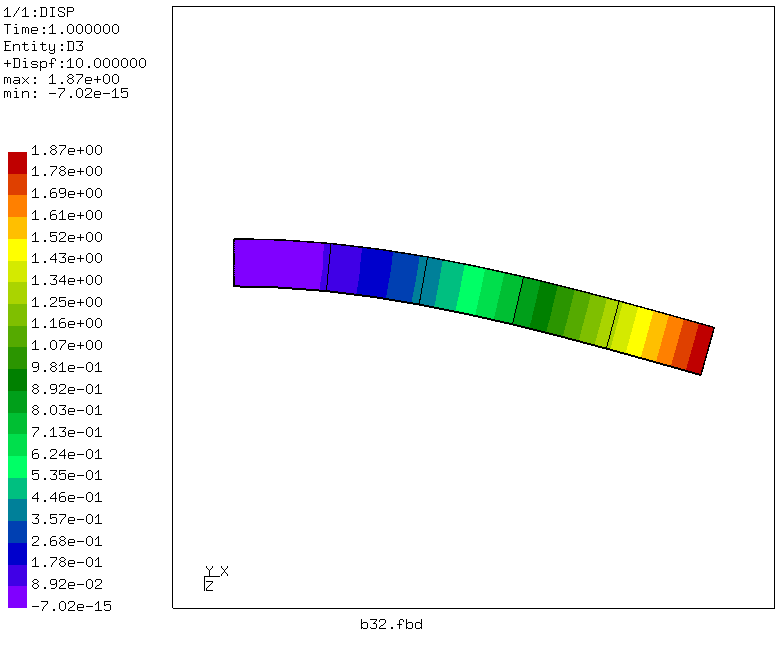 1/1:DISP
Time:1.000000
Entity:D3
+Dispf:10.000000
max: 1.87e+00
min: -7.02e-15
1.87e+00
1.78e+00
1.69e+00
1.61e+00
1.52e+00
1.43e+00
1.34e+00
1.25e+00
1.16e+00
1.07e+00
9.81e-01
8.92e-01
8.03e-01
7.13e-01
6.24e-01
5.35e-01
4.46e-01
3.57e-01
2.68e-01
1.78e-01
8.92e-02
-7.02e-15
Y X
Z
b32.fbd